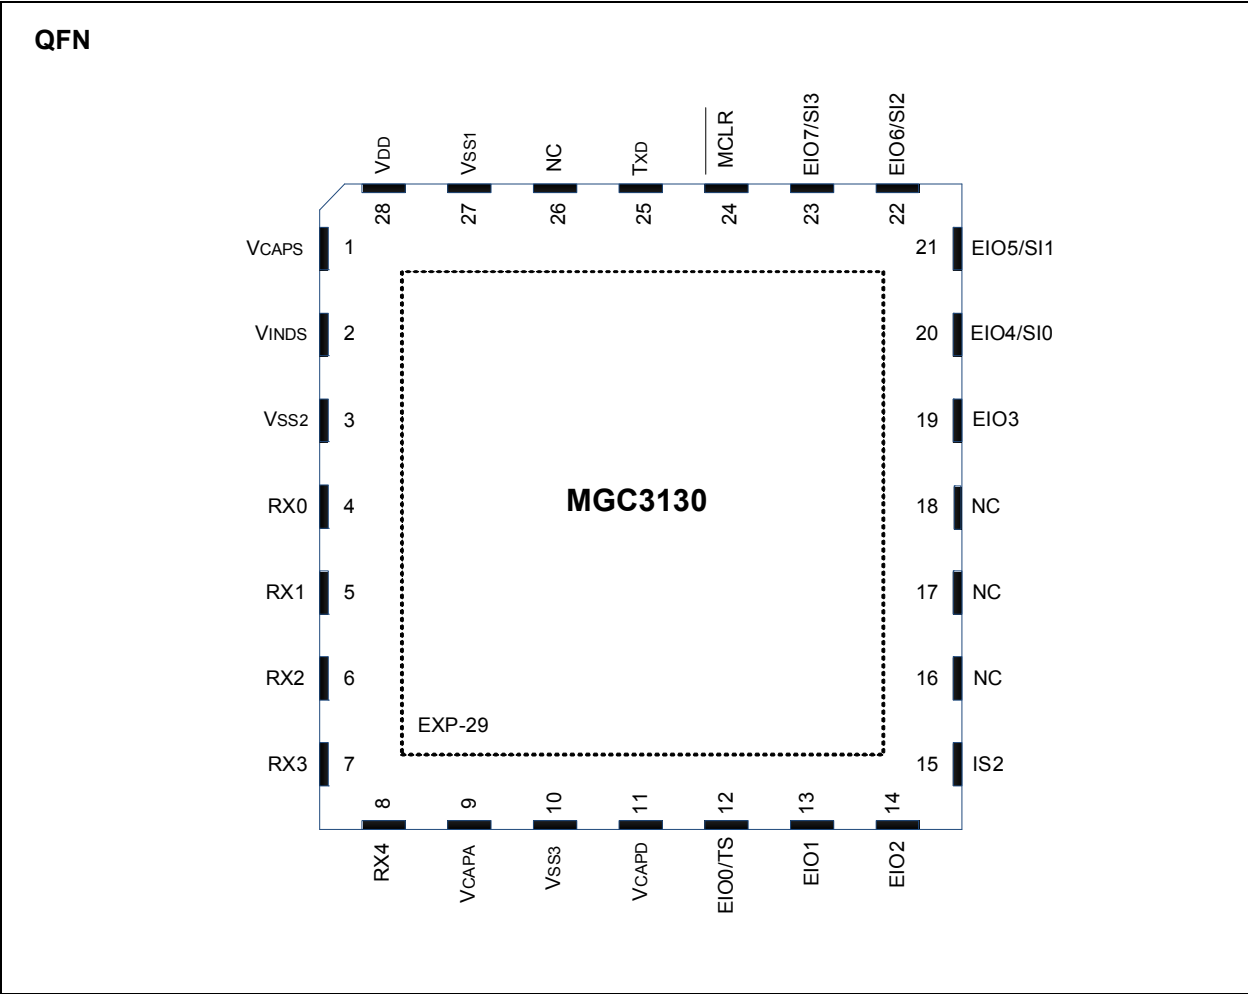 QFN
VDD
VSS1
NC
TXD
MCLR
EIO7/SI3
EIO6/SI2
28
27
26
25
24
23
22
VCAPS 1
21 EIO5/SI1
VINDS 2
20 EIO4/SI0
VSS2 3
19 EIO3
MGC3130
RX0 4
18 NC
RX1 5
17 NC
RX2 6
16 NC
EXP-29
RX3 7
15 IS2
8
9
10
11
12
13
14
RX4
VCAPA
VSS3
VCAPD
EIO0/TS
EIO1
EIO2